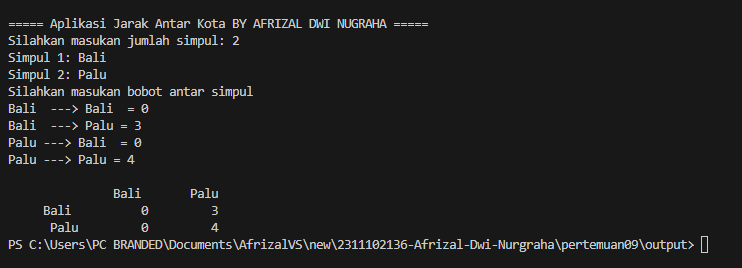 ===== Aplikasi Jarak Antar Kota BY AFRIZAL DWI NUGRAHA =====
Silahkan masukan jumlah simpul: 2
Simpul 1: Bali
Simpul 2: Palu
Silahkan masukan bobot antar simpul
Bali  ---> Bali  = 0
Bali  ---> Palu = 3
Palu ---> Bali  = 0
Palu ---> Palu = 4
               Bali       Palu
     Bali          0         3
      Palu         0         4
PS C:\Users\PC BRANDED\Documents\AfrizalVS\new\2311102136-Afrizal-Dwi-Nurgraha\pertemuan09\output>